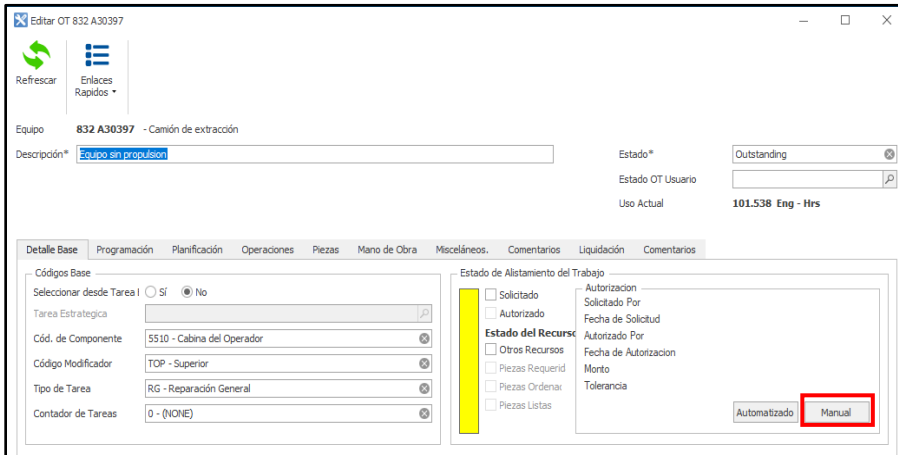 Editar OT 832 A30397
Refrescar
Enlaces
Rapidos
Equipo 832 A30397 - Camión de extracción
Descripción* Equipo sin propulsion
Estado* Outstanding
Estado OT Usuario
Uso Actual 101.538 Eng - Hrs
Detalle Base Programación Planificación Operaciones Piezas Mano de Obra Misceláneos. Comentarios Liquidación Comentarios
Códigos Base
Seleccionar desde Tarea I Sí No
Tarea Estrategica
Cód. de Componente 5510 - Cabina del Operador
Código Modificador TOP - Superior
Tipo de Tarea RG - Reparación General
Contador de Tareas 0 - (NONE)
Estado de Alistamiento del Trabajo
Solicitado
Autorizado
Estado del Recurso
Otros Recursos
Piezas Requerid
Piezas Ordenac
Piezas Listas
Autorizacion
Solicitado Por
Fecha de Solicitud
Autorizado Por
Fecha de Autorizacion
Monto
Tolerancia
Automatizado Manual